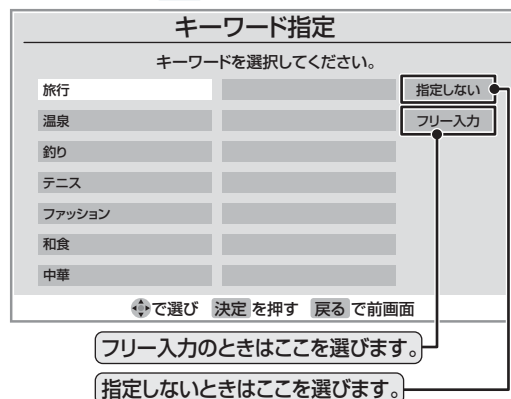 キーワード指定
キーワードを選択してください。
旅行
指定しない
温泉
フリー入力
釣り
テニス
ファッション
和食
中華
で選び 決定 を押す 戻る で前画面
フリー入力のときはここを選びます。
指定しないときはここを選びます。